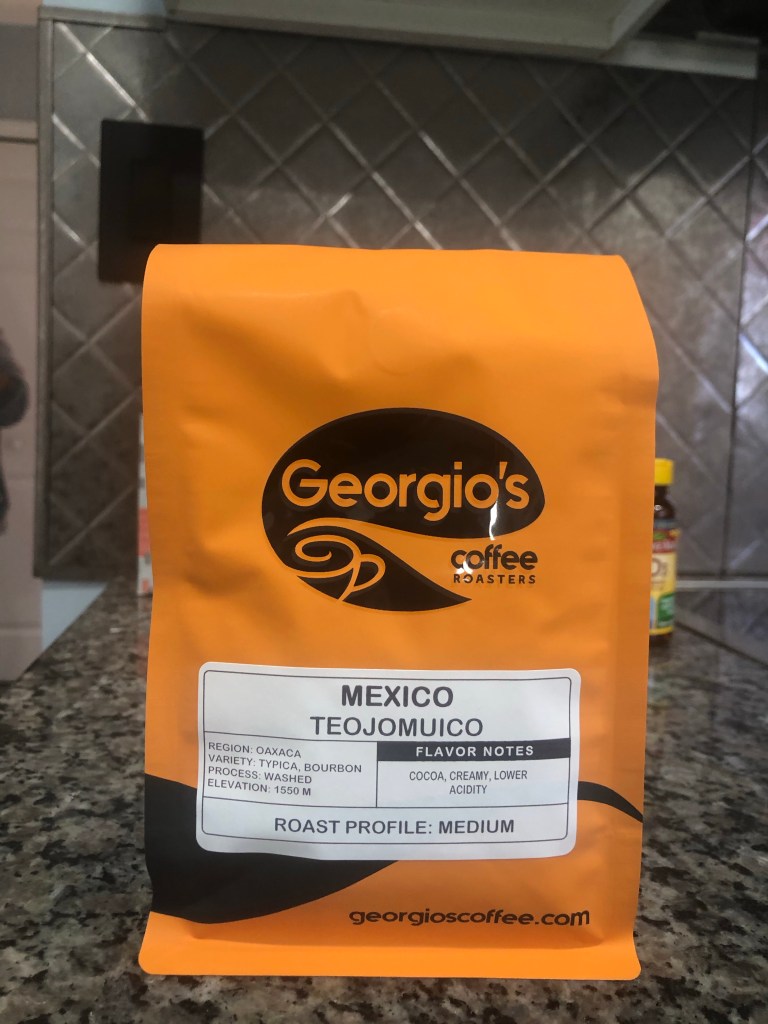 Georgio's
coffee
ROASTERS
MEXICO
TEOJOMUICO
REGION: OAXACA
VARIETY: TYPICA, BOURBON
PROCESS: WASHED
ELEVATION: 1550 M
FLAVOR NOTES
COCOA, CREAMY, LOWER
ACIDITY
ROAST PROFILE: MEDIUM
georgioscoffee.com